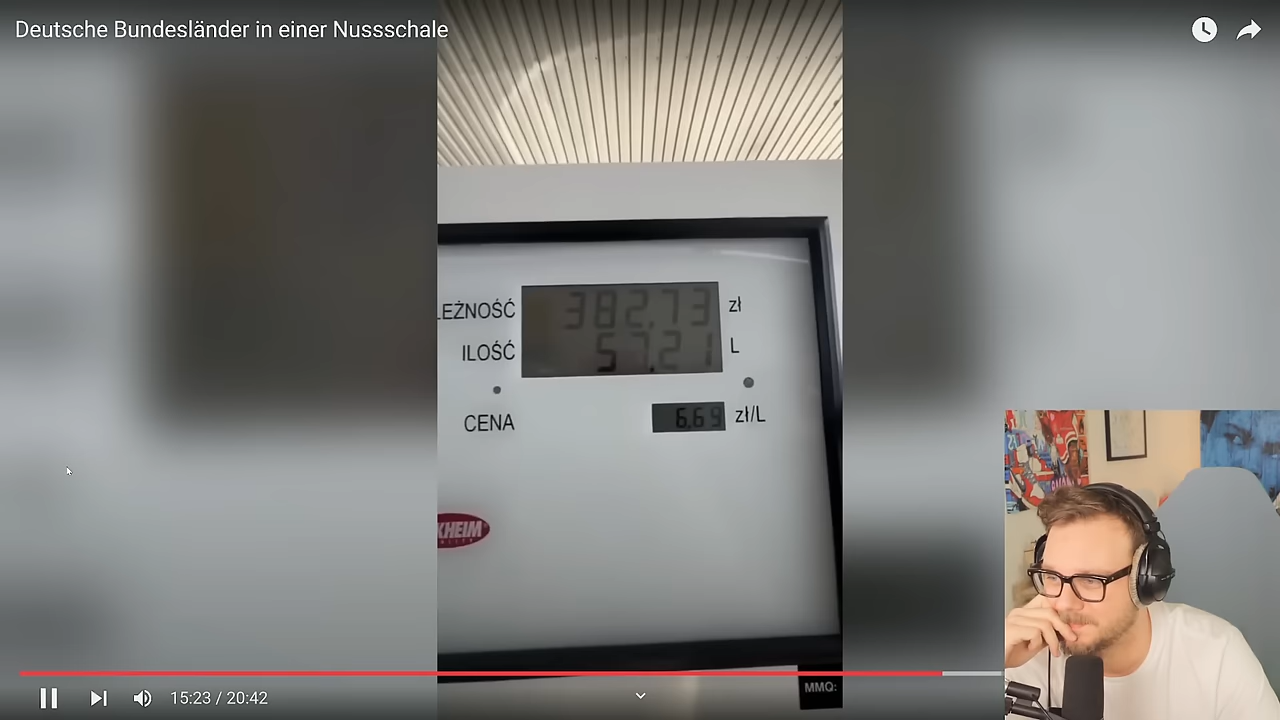 Deutsche Bundesländer in einer Nussschale
LEŻNOŚĆ 382,73 zł
ILOŚĆ 57,21 L
CENA 6,69 zł/L
KHEIM
15:23 / 20:42
MMQ: